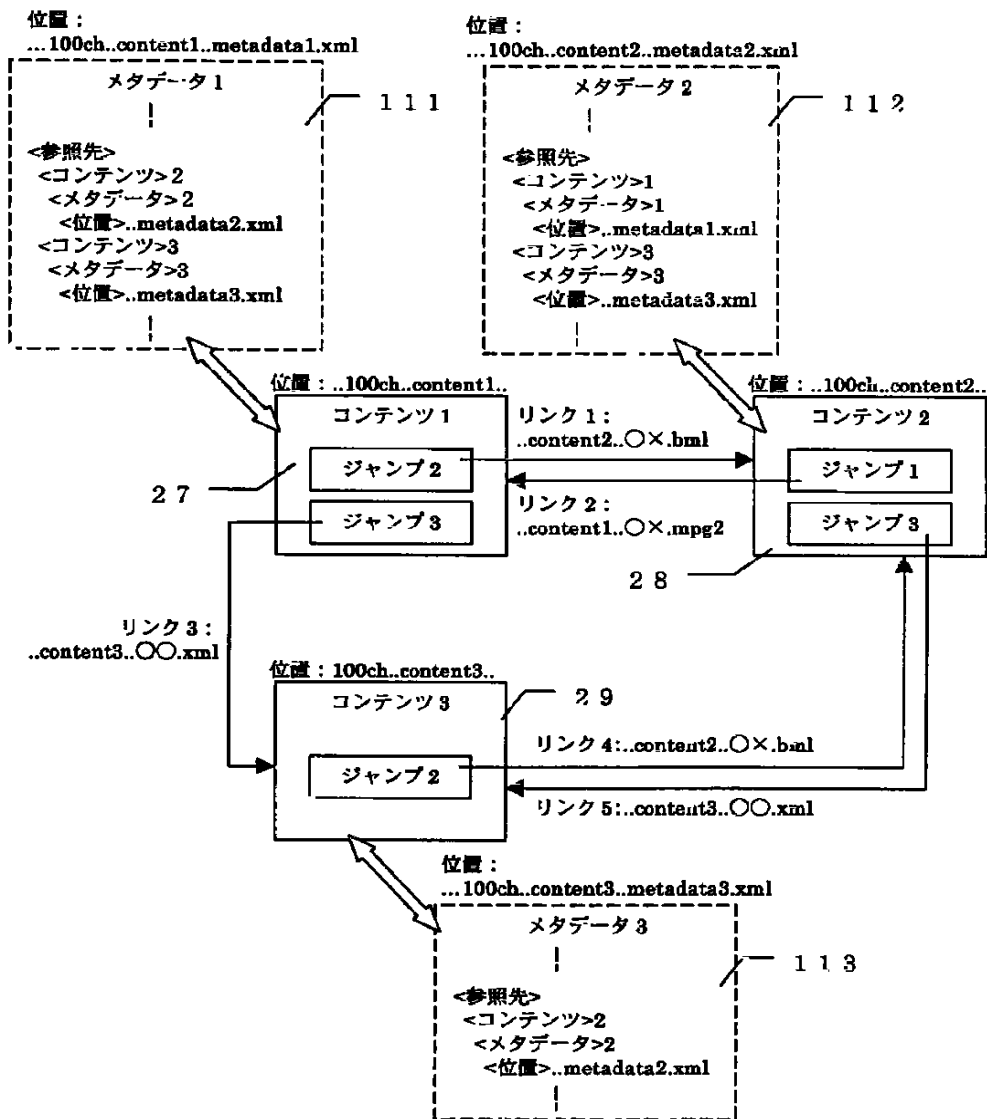 位置：
...100ch..content1..metadata1.xml
メタデータ1
111
<参照先>
<コンテンツ>2
<メタデータ>2
<位置>..metadata2.xml
<コンテンツ>3
<メタデータ>3
<位置>..metadata3.xml
位置：
...100ch..content2..metadata2.xml
メタデータ2
112
<参照先>
<コンテンツ>1
<メタデータ>1
<位置>..metadata1.xml
<コンテンツ>3
<メタデータ>3
<位置>..metadata3.xml
位置：..100ch..content1..
コンテンツ1
ジャンプ2
ジャンプ3
27
リンク1：
..content2..〇×.bml
リンク2：
..content1..〇×.mpg2
位置：..100ch..content2..
コンテンツ2
ジャンプ1
ジャンプ3
28
リンク3：
..content3..〇〇.xml
位置：100ch..content3..
コンテンツ3
ジャンプ2
29
リンク4:..content2..〇×.bml
リンク5:..content3..〇〇.xml
位置：
...100ch..content3..metadata3.xml
メタデータ3
113
<参照先>
<コンテンツ>2
<メタデータ>2
<位置>..metadata2.xml